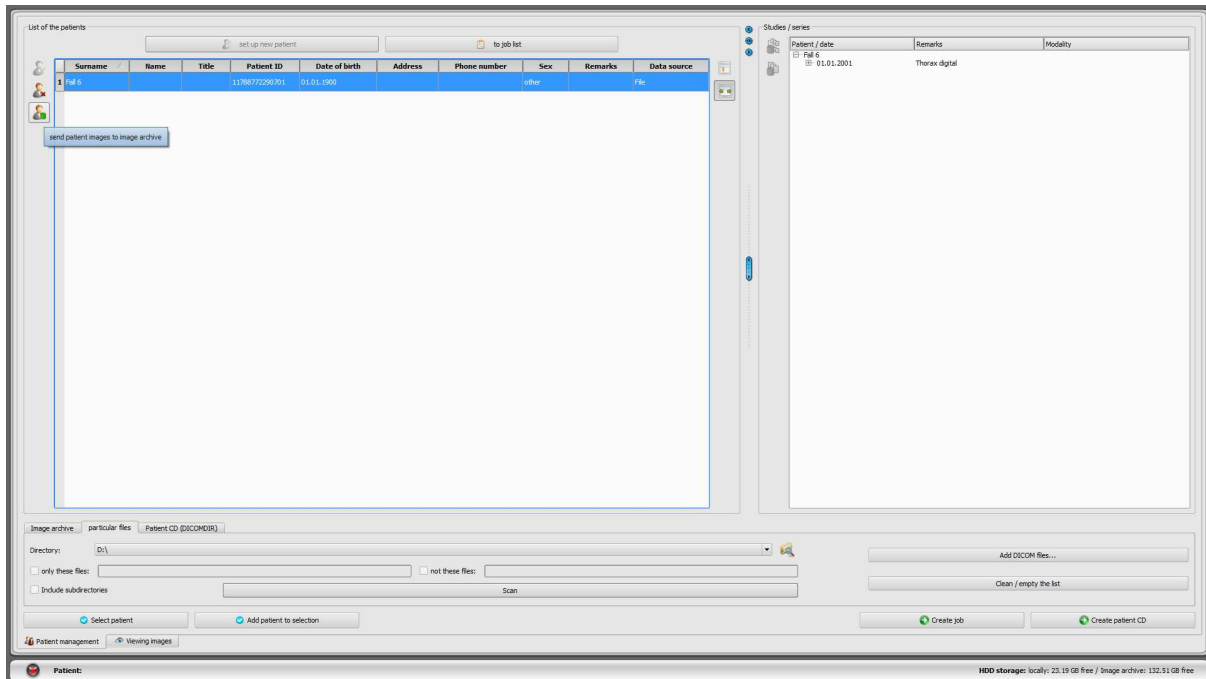 List of the patients
set up new patient
to job list
Surname Name Title Patient ID Date of birth Address Phone number Sex Remarks Data source
1 Fall 6 11788772290701 01.01.1900 other File
send patient images to image archive
Studies / series
Patient / date Remarks Modality
Fall 6
01.01.2001 Thorax digital
Image archive particular files Patient CD (DICOMDIR)
Directory: D:\
only these files: not these files:
Include subdirectories Scan
Add DICOM files...
Clean / empty the list
Select patient Add patient to selection Create job Create patient CD
Patient management Viewing images
Patient: HDD storage: locally: 23.19 GB free / Image archive: 132.51 GB free